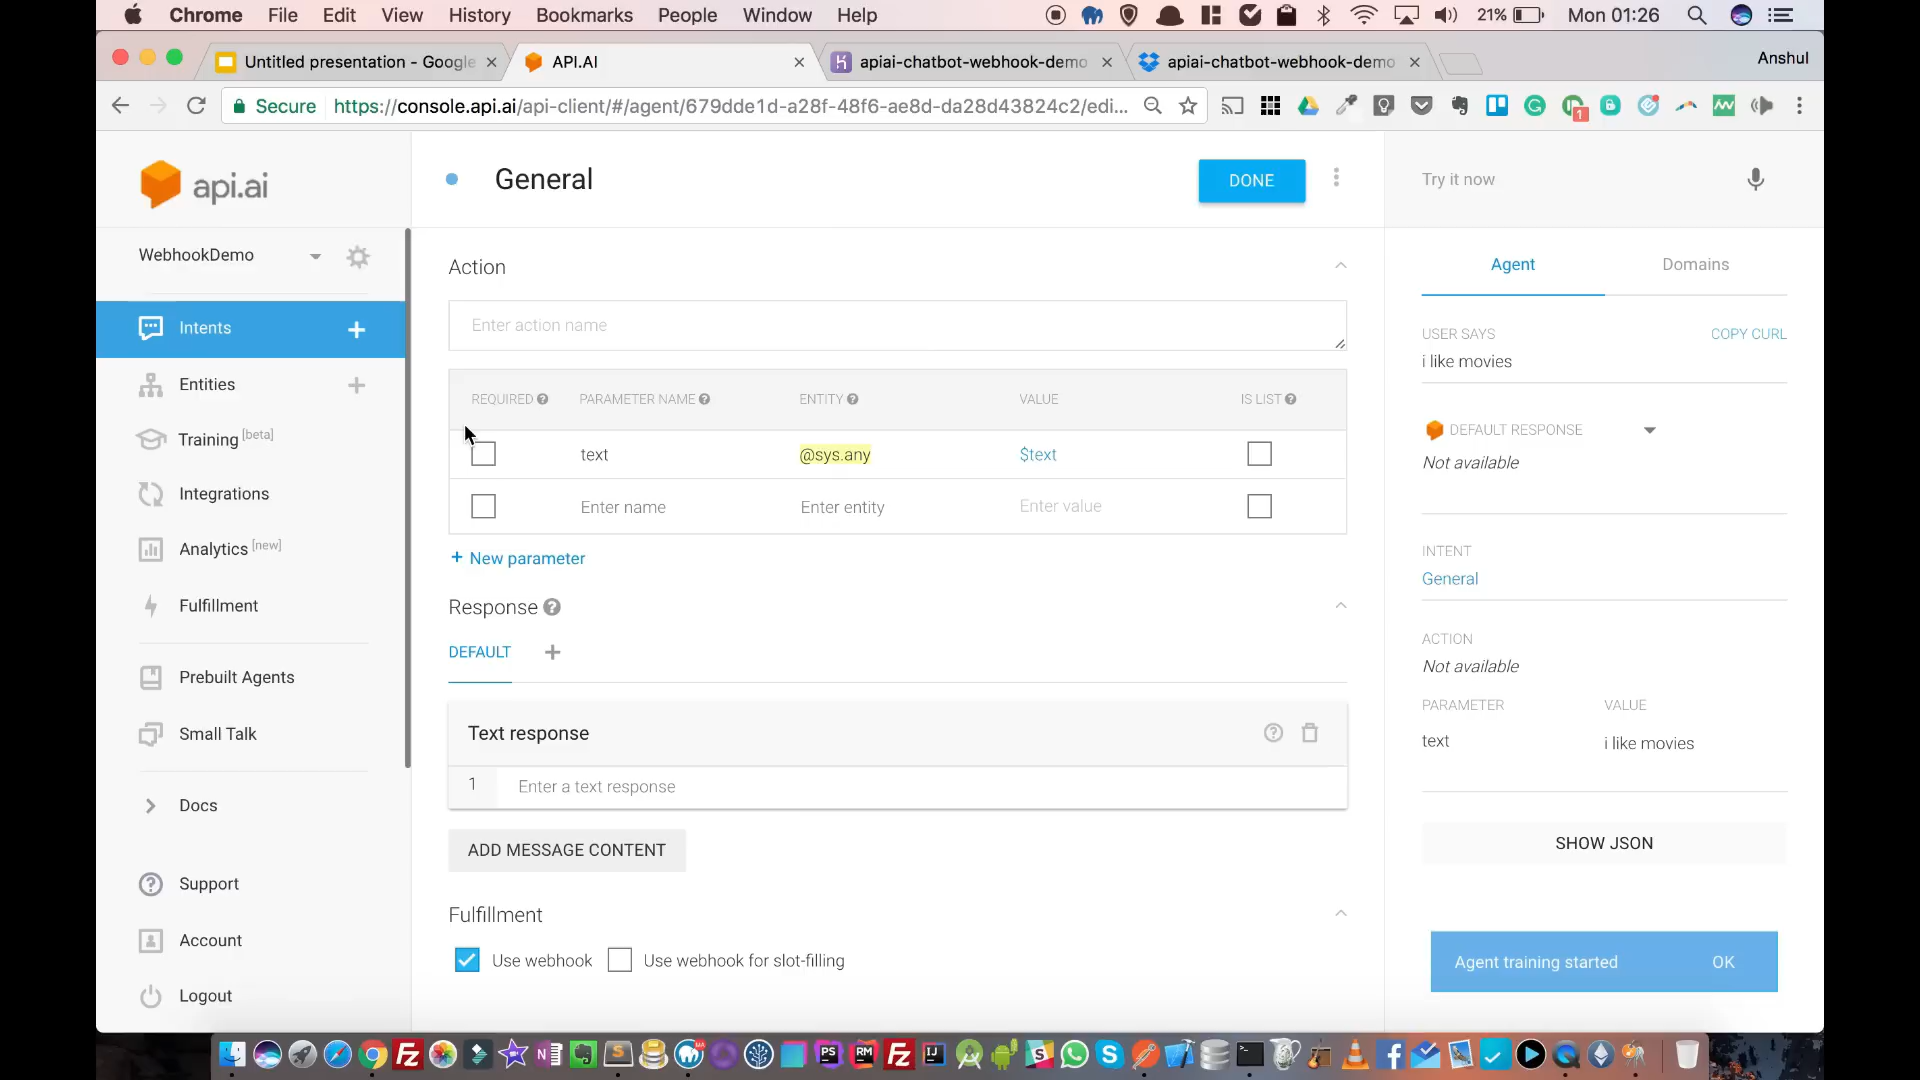 Chrome File Edit View History Bookmarks People Window Help 21% Mon 01:26
Untitled presentation - Google
API.AI
apiai-chatbot-webhook-demo
apiai-chatbot-webhook-demo
Anshul
Secure https://console.api.ai/api-client/#/agent/679dde1d-a28f-48f6-ae8d-da28d43824c2/edi...
1
api.ai
WebhookDemo
Intents
Entities
Training [beta]
Integrations
Analytics [new]
Fulfillment
Prebuilt Agents
Small Talk
Docs
Support
Account
Logout
General
DONE
Action
Enter action name
REQUIRED PARAMETER NAME ENTITY VALUE IS LIST
text @sys.any $text
Enter name Enter entity Enter value
+ New parameter
Response
DEFAULT
Text response
1 Enter a text response
ADD MESSAGE CONTENT
Fulfillment
Use webhook Use webhook for slot-filling
Try it now
Agent Domains
USER SAYS COPY CURL
i like movies
DEFAULT RESPONSE
Not available
INTENT
General
ACTION
Not available
PARAMETER VALUE
text i like movies
SHOW JSON
Agent training started OK